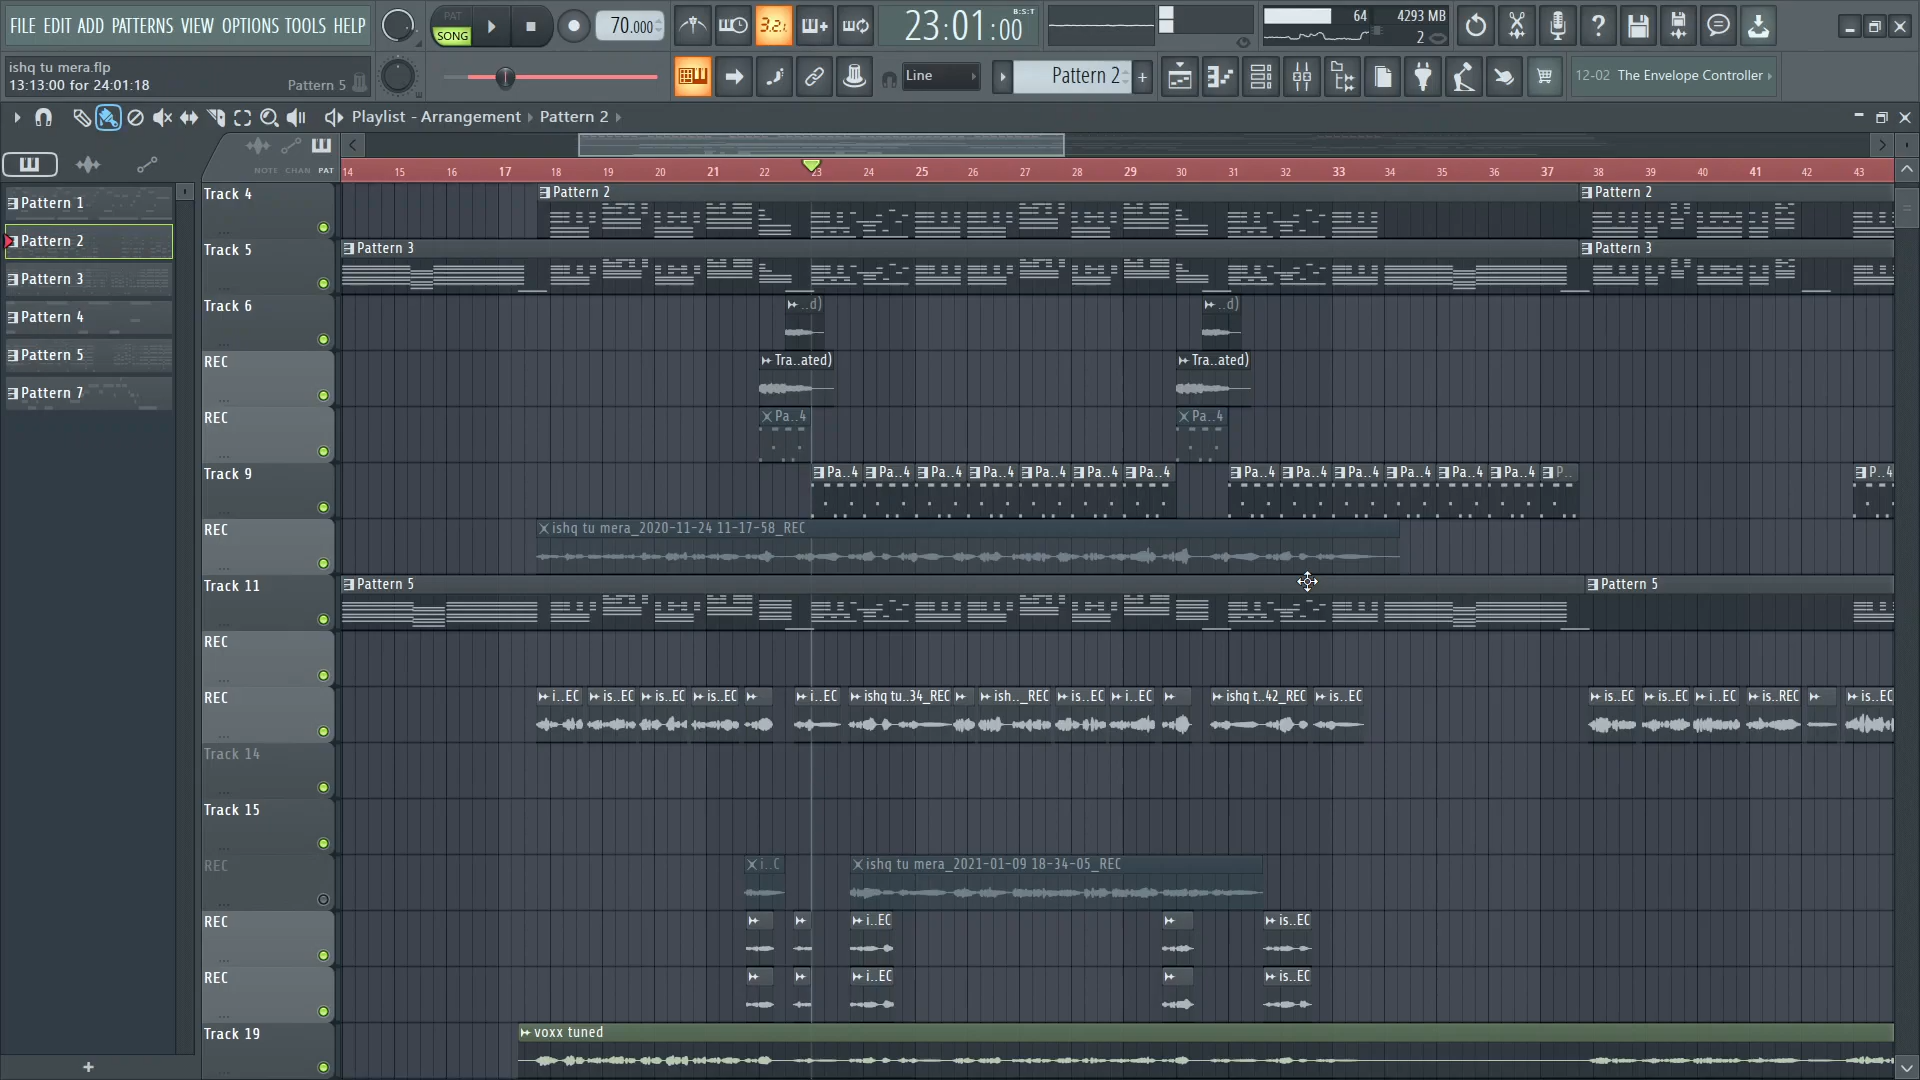 FILE EDIT ADD PATTERNS VIEW OPTIONS TOOLS HELP
PAT
SONG
70.000
3.2.
23:01:00
B:S:T
64
4293 MB
2
ishq tu mera.flp
13:13:00 for 24:01:18
Pattern 5
Line
Pattern 2
+
12-02 The Envelope Controller
Playlist - Arrangement
Pattern 2
NOTE CHAN PAT
14 15 16 17 18 19 20 21 22 23 24 25 26 27 28 29 30 31 32 33 34 35 36 37 38 39 40 41 42 43
Pattern 1
Pattern 2
Pattern 3
Pattern 4
Pattern 5
Pattern 7
+
Track 4
Pattern 2
Pattern 2
Track 5
Pattern 3
Pattern 3
Track 6
..d)
..d)
REC
Tra..ated)
Tra..ated)
REC
Pa..4
Pa..4
Track 9
Pa..4 Pa..4 Pa..4 Pa..4 Pa..4 Pa..4 Pa..4 Pa..4 Pa..4 Pa..4 Pa..4 Pa..4 Pa..4 P.. P..4
REC
ishq tu mera_2020-11-24 11-17-58_REC
Track 11
Pattern 5
Pattern 5
REC
REC
i..EC is..EC is..EC is..EC i..EC ishq tu..34_REC ish.._REC is..EC i..EC ishq t..42_REC is..EC is..EC is..EC i..EC is..REC is..EC
Track 14
Track 15
REC
i..C
ishq tu mera_2021-01-09 18-34-05_REC
REC
i..EC
is..EC
REC
i..EC
is..EC
Track 19
voxx tuned